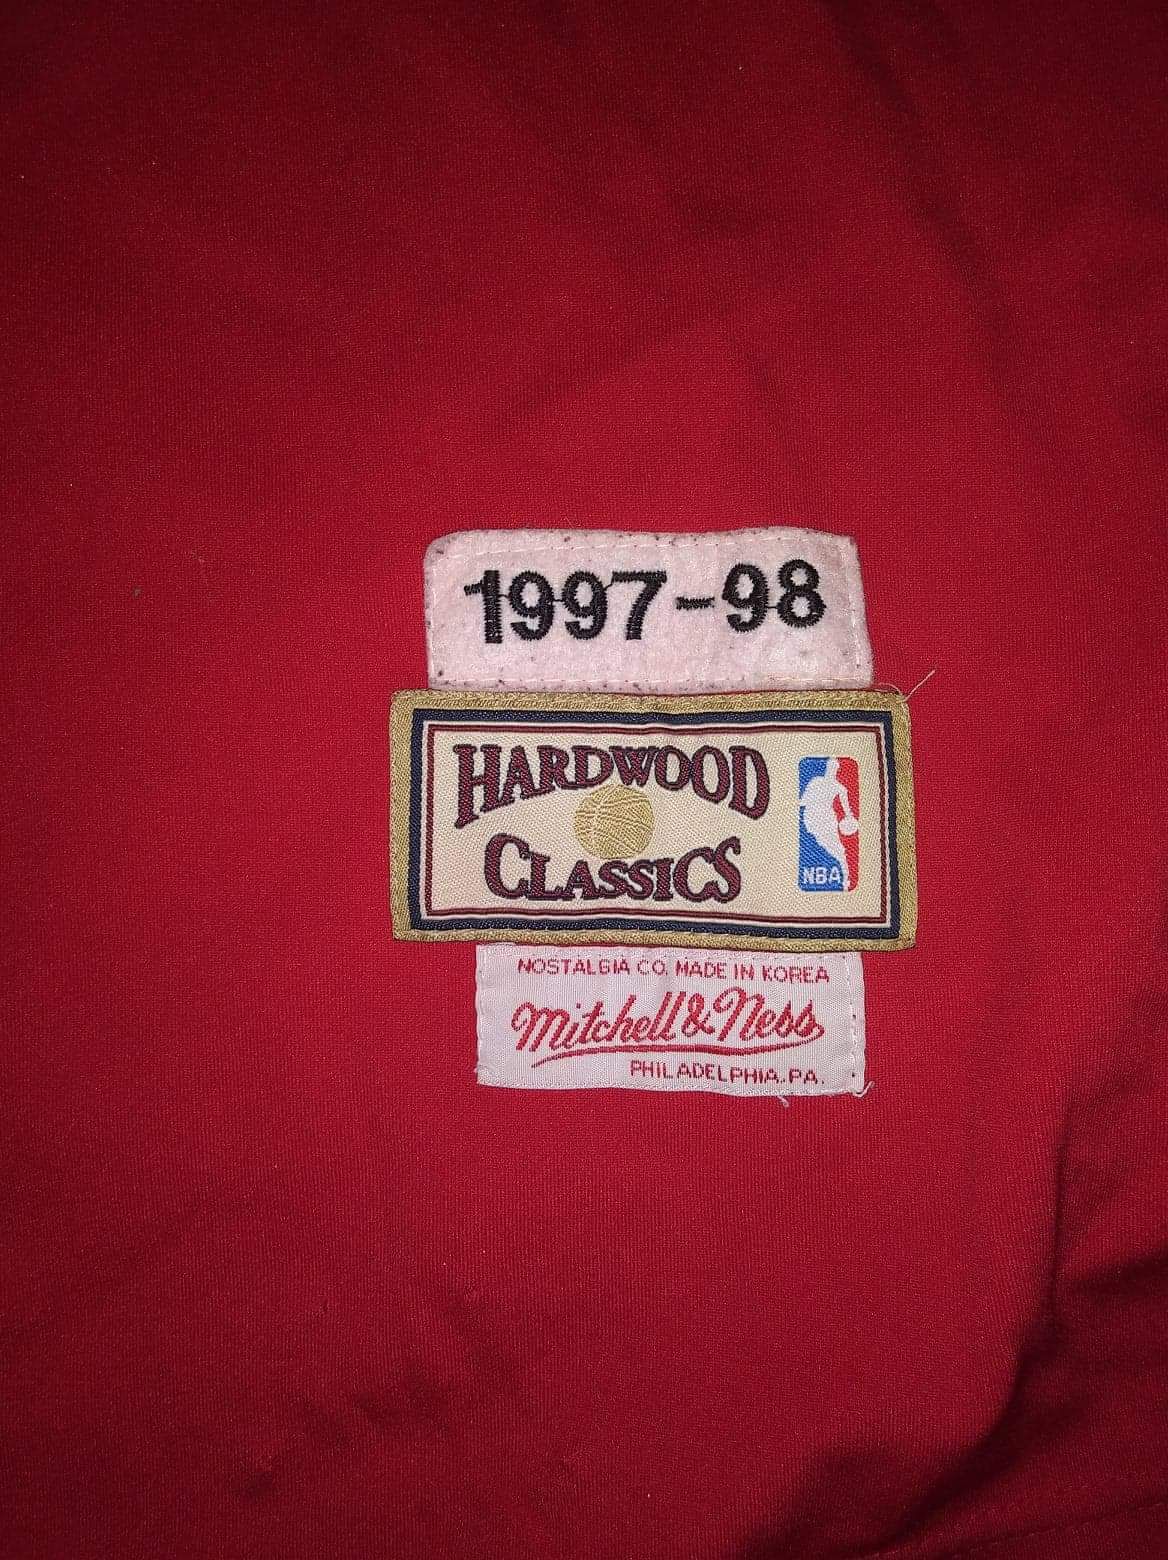 1997-98
HARDWOOD
CLASSICS
NBA
NOSTALGIA CO. MADE IN KOREA
Mitchell & Ness
PHILADELPHIA. PA.